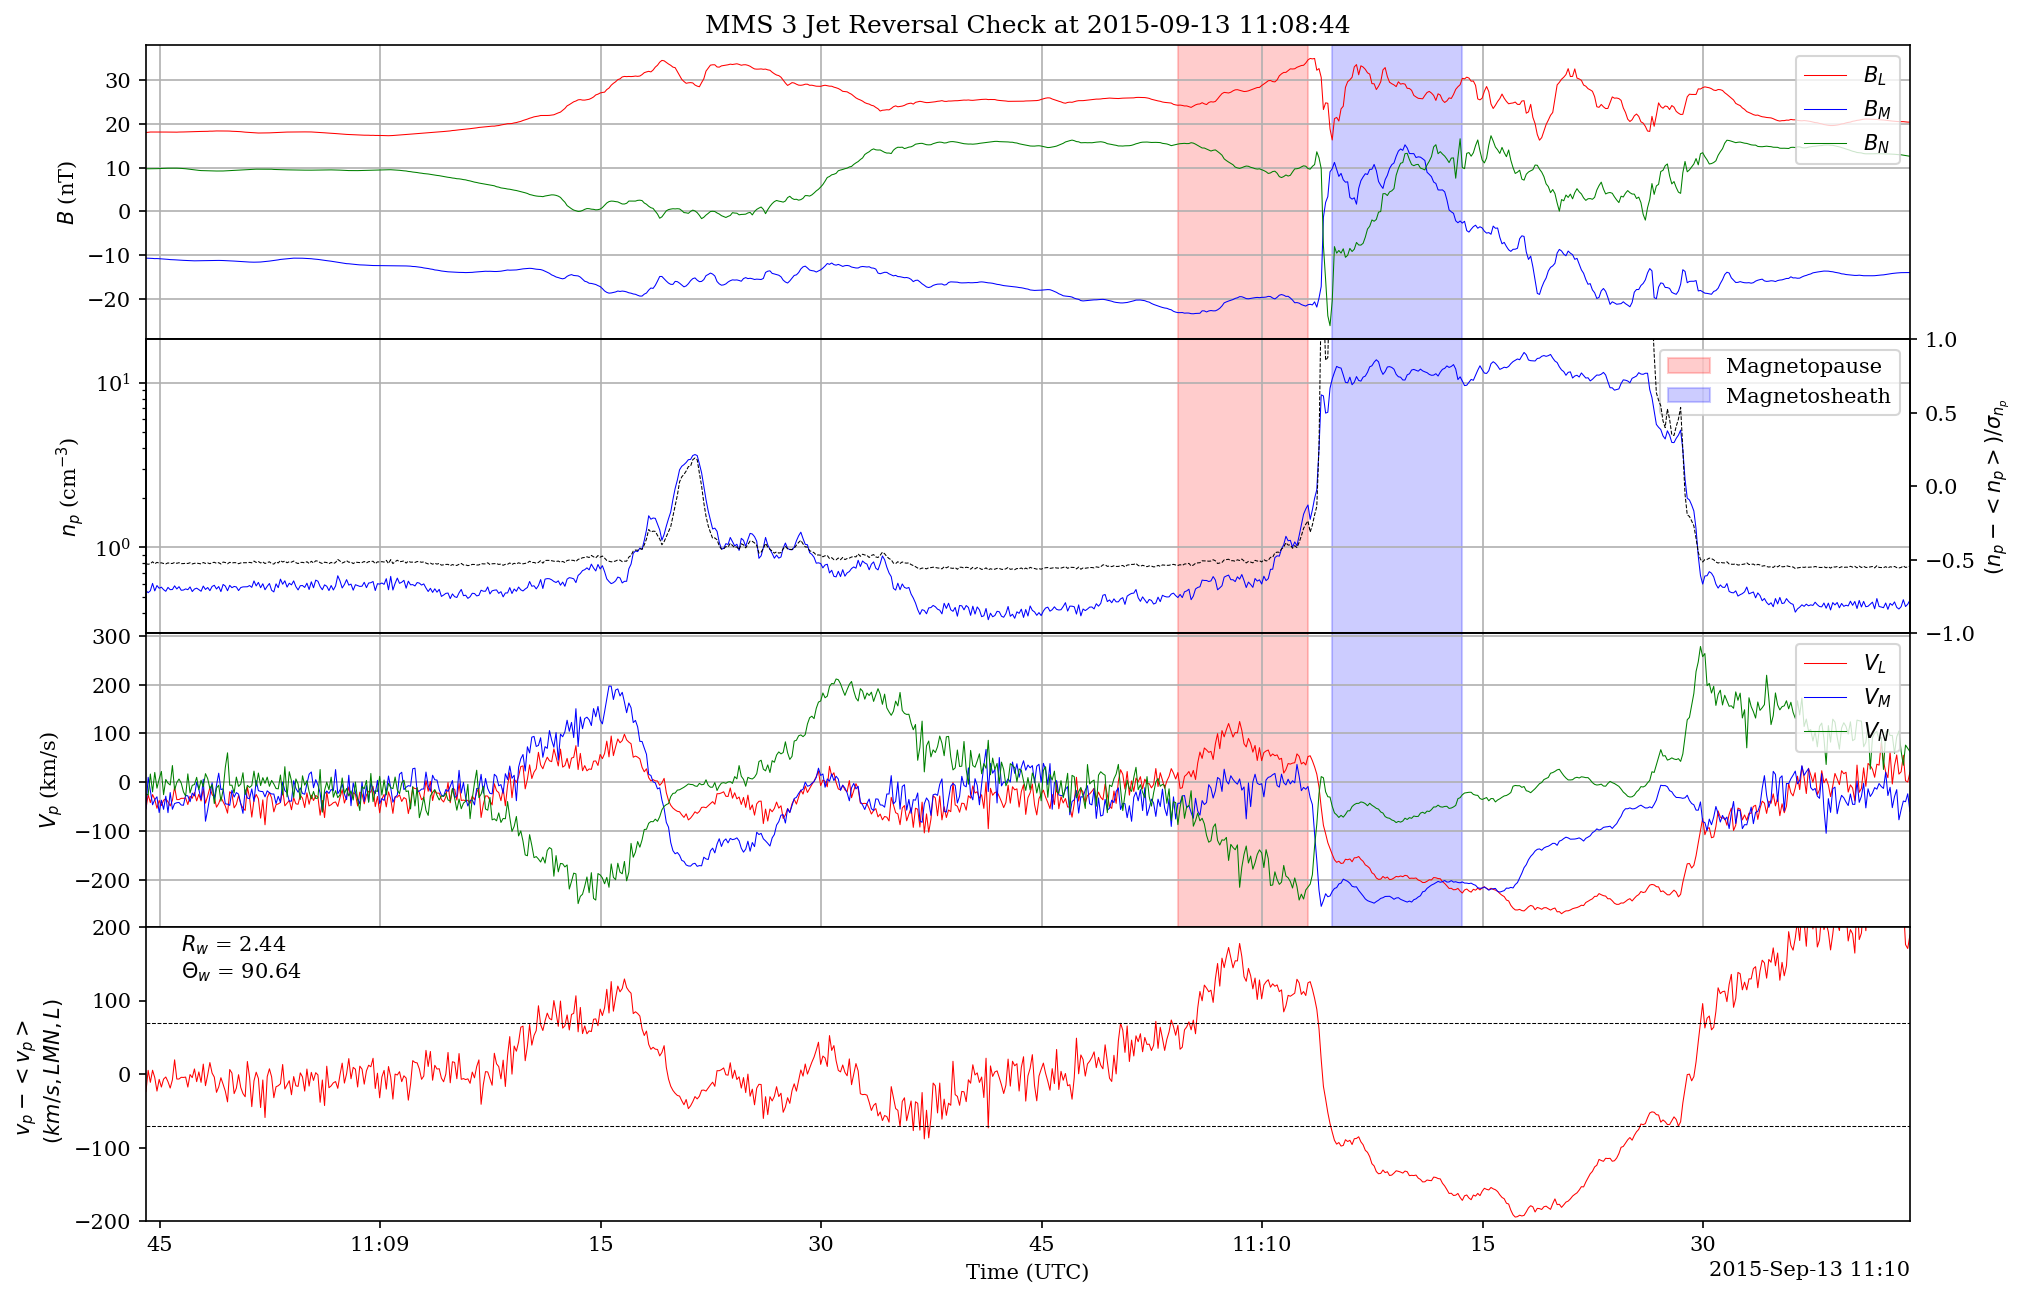 MMS 3 Jet Reversal Check at 2015-09-13 11:08:44
30
20
10
0
−10
−20
B (nT)
B_L
B_M
B_N
10^1
10^0
n_p (cm^{−3})
Magnetopause
Magnetosheath
1.0
0.5
0.0
−0.5
−1.0
(n_p − < n_p >)/σ_{n_p}
300
200
100
0
−100
−200
V_p (km/s)
V_L
V_M
V_N
200
100
0
−100
−200
v_p − < v_p >
(km/s, LMN, L)
R_w = 2.44
Θ_w = 90.64
45 11:09 15 30 45 11:10 15 30
Time (UTC)
2015-Sep-13 11:10